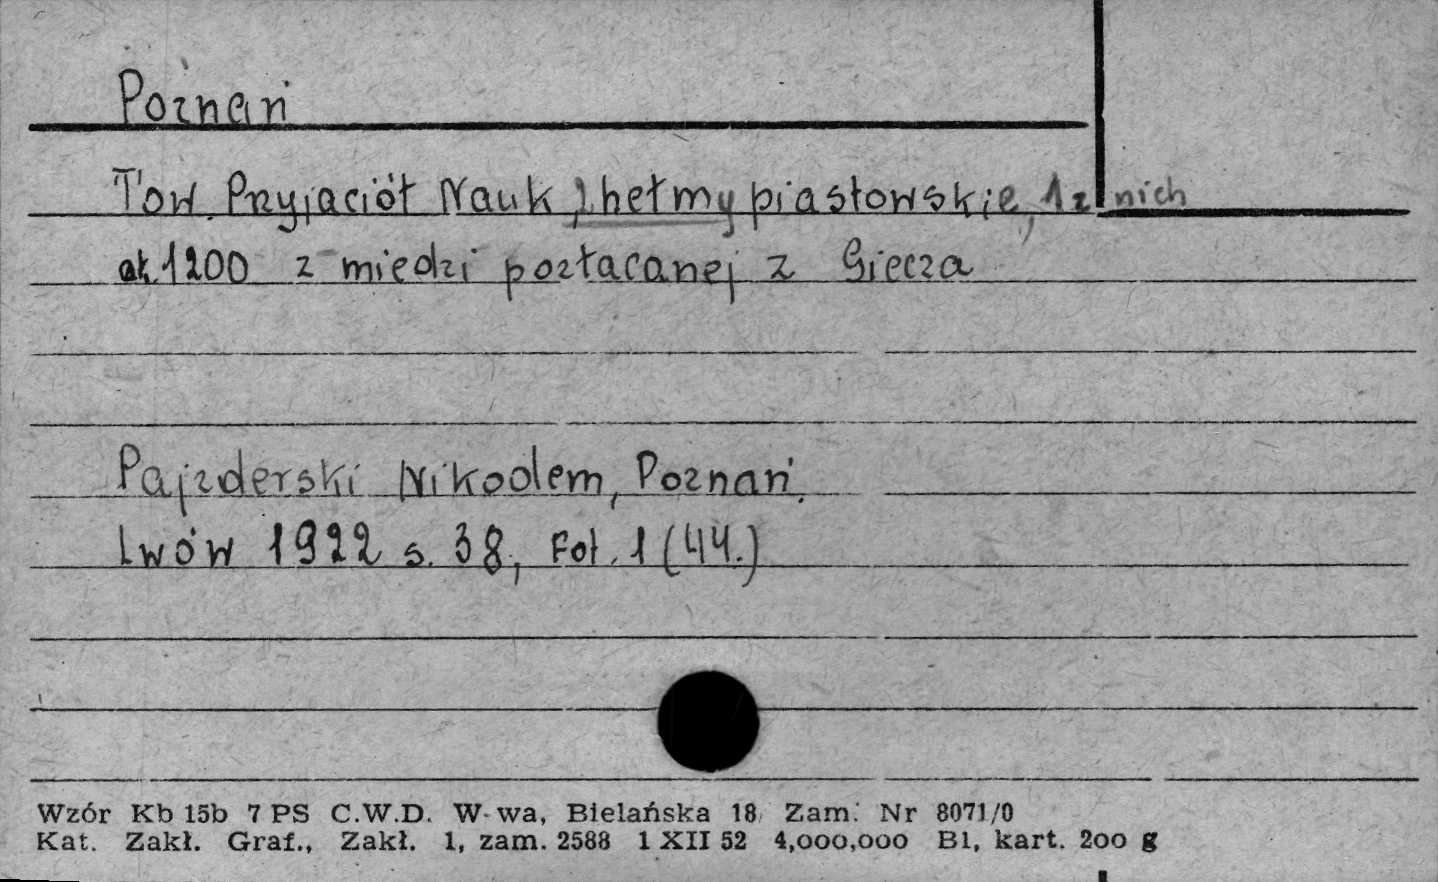 Poznań
Tow. Przyjaciół Nauk, 2 hełmy piastowskie, 1 z nich
ok. 1200 z miedzi pozłacanej z Giecza
Pajzderski Nikodem, Poznań.
Lwów 1922 s. 38, Fot. 1 (44.)
Wzór Kb 15b 7 PS C.W.D. W-wa, Bielańska 18, Zam. Nr 8071/0
Kat. Zakł. Graf., Zakł. 1, zam. 2588 1 XII 52 4,000,000 B1, kart. 200 g